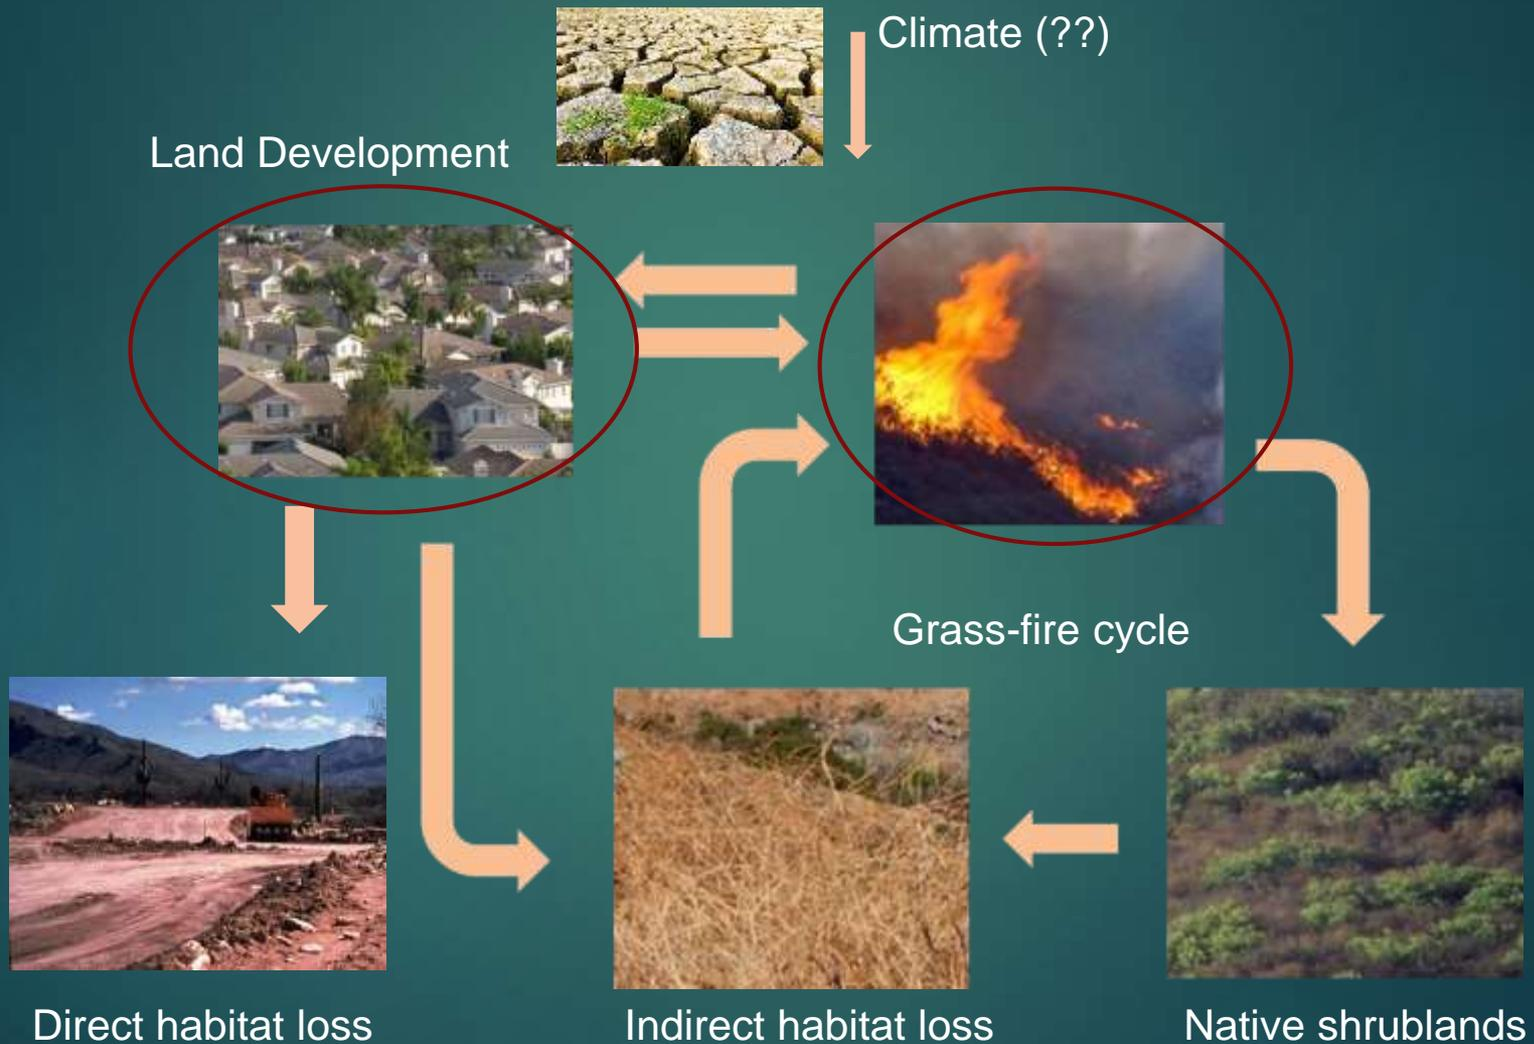 Climate (??)
Land Development
Grass-fire cycle
Direct habitat loss
Indirect habitat loss
Native shrublands